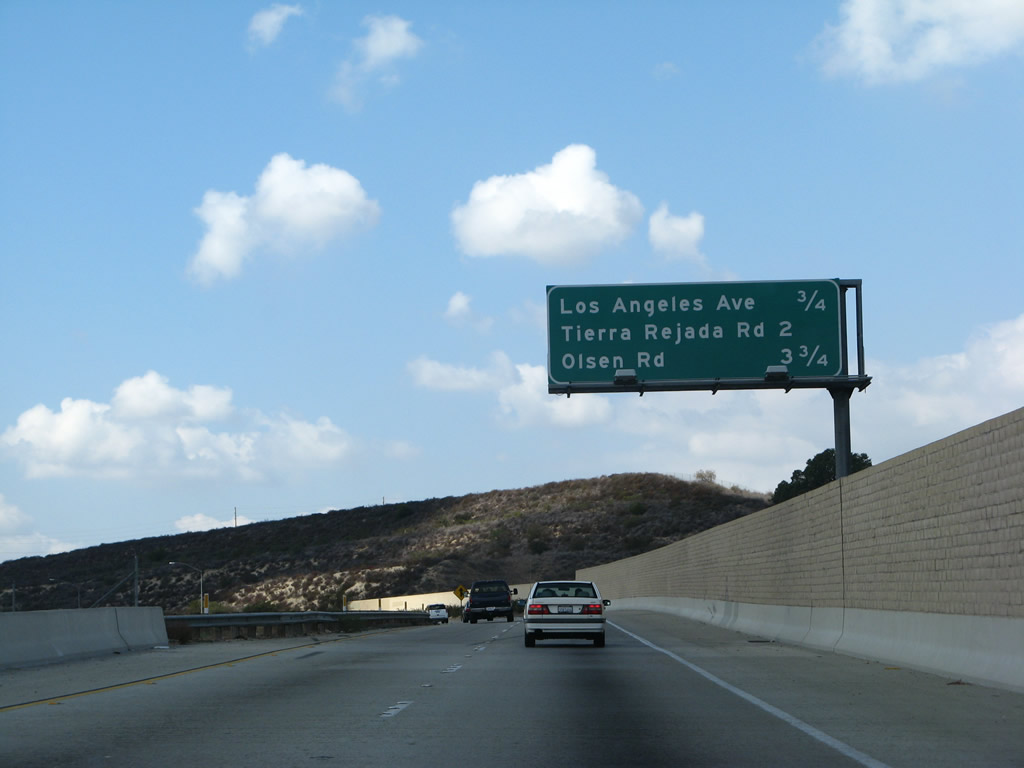 Los Angeles Ave 3/4
Tierra Rejada Rd 2
Olsen Rd 3 3/4